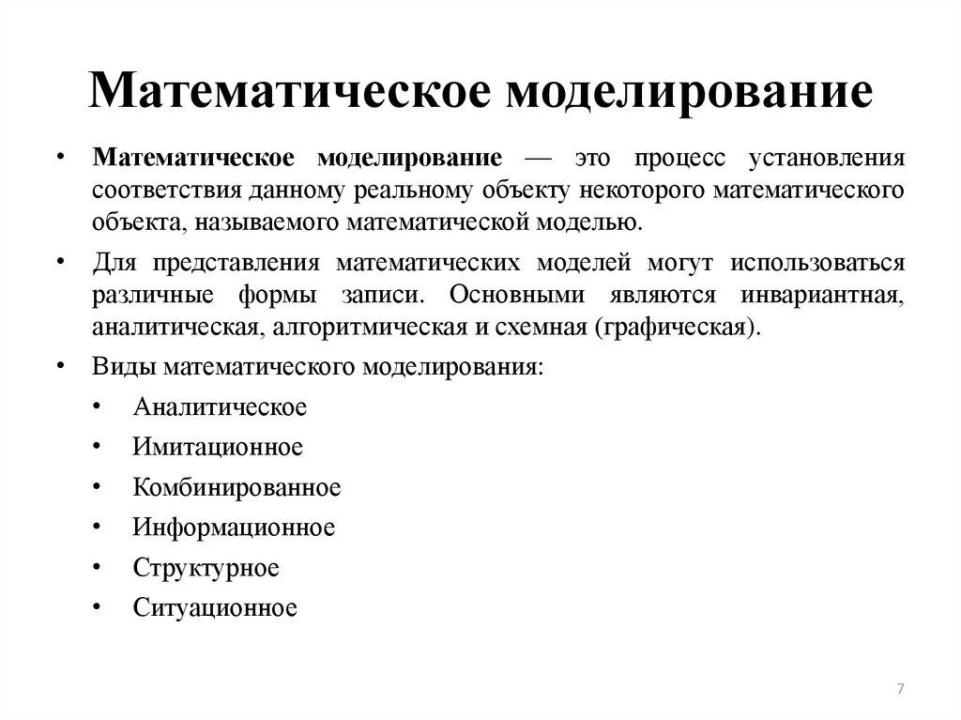 Математическое моделирование
• Математическое моделирование — это процесс установления
соответствия данному реальному объекту некоторого математического
объекта, называемого математической моделью.
• Для представления математических моделей могут использоваться
различные формы записи. Основными являются инвариантная,
аналитическая, алгоритмическая и схемная (графическая).
• Виды математического моделирования:
• Аналитическое
• Имитационное
• Комбинированное
• Информационное
• Структурное
• Ситуационное
7